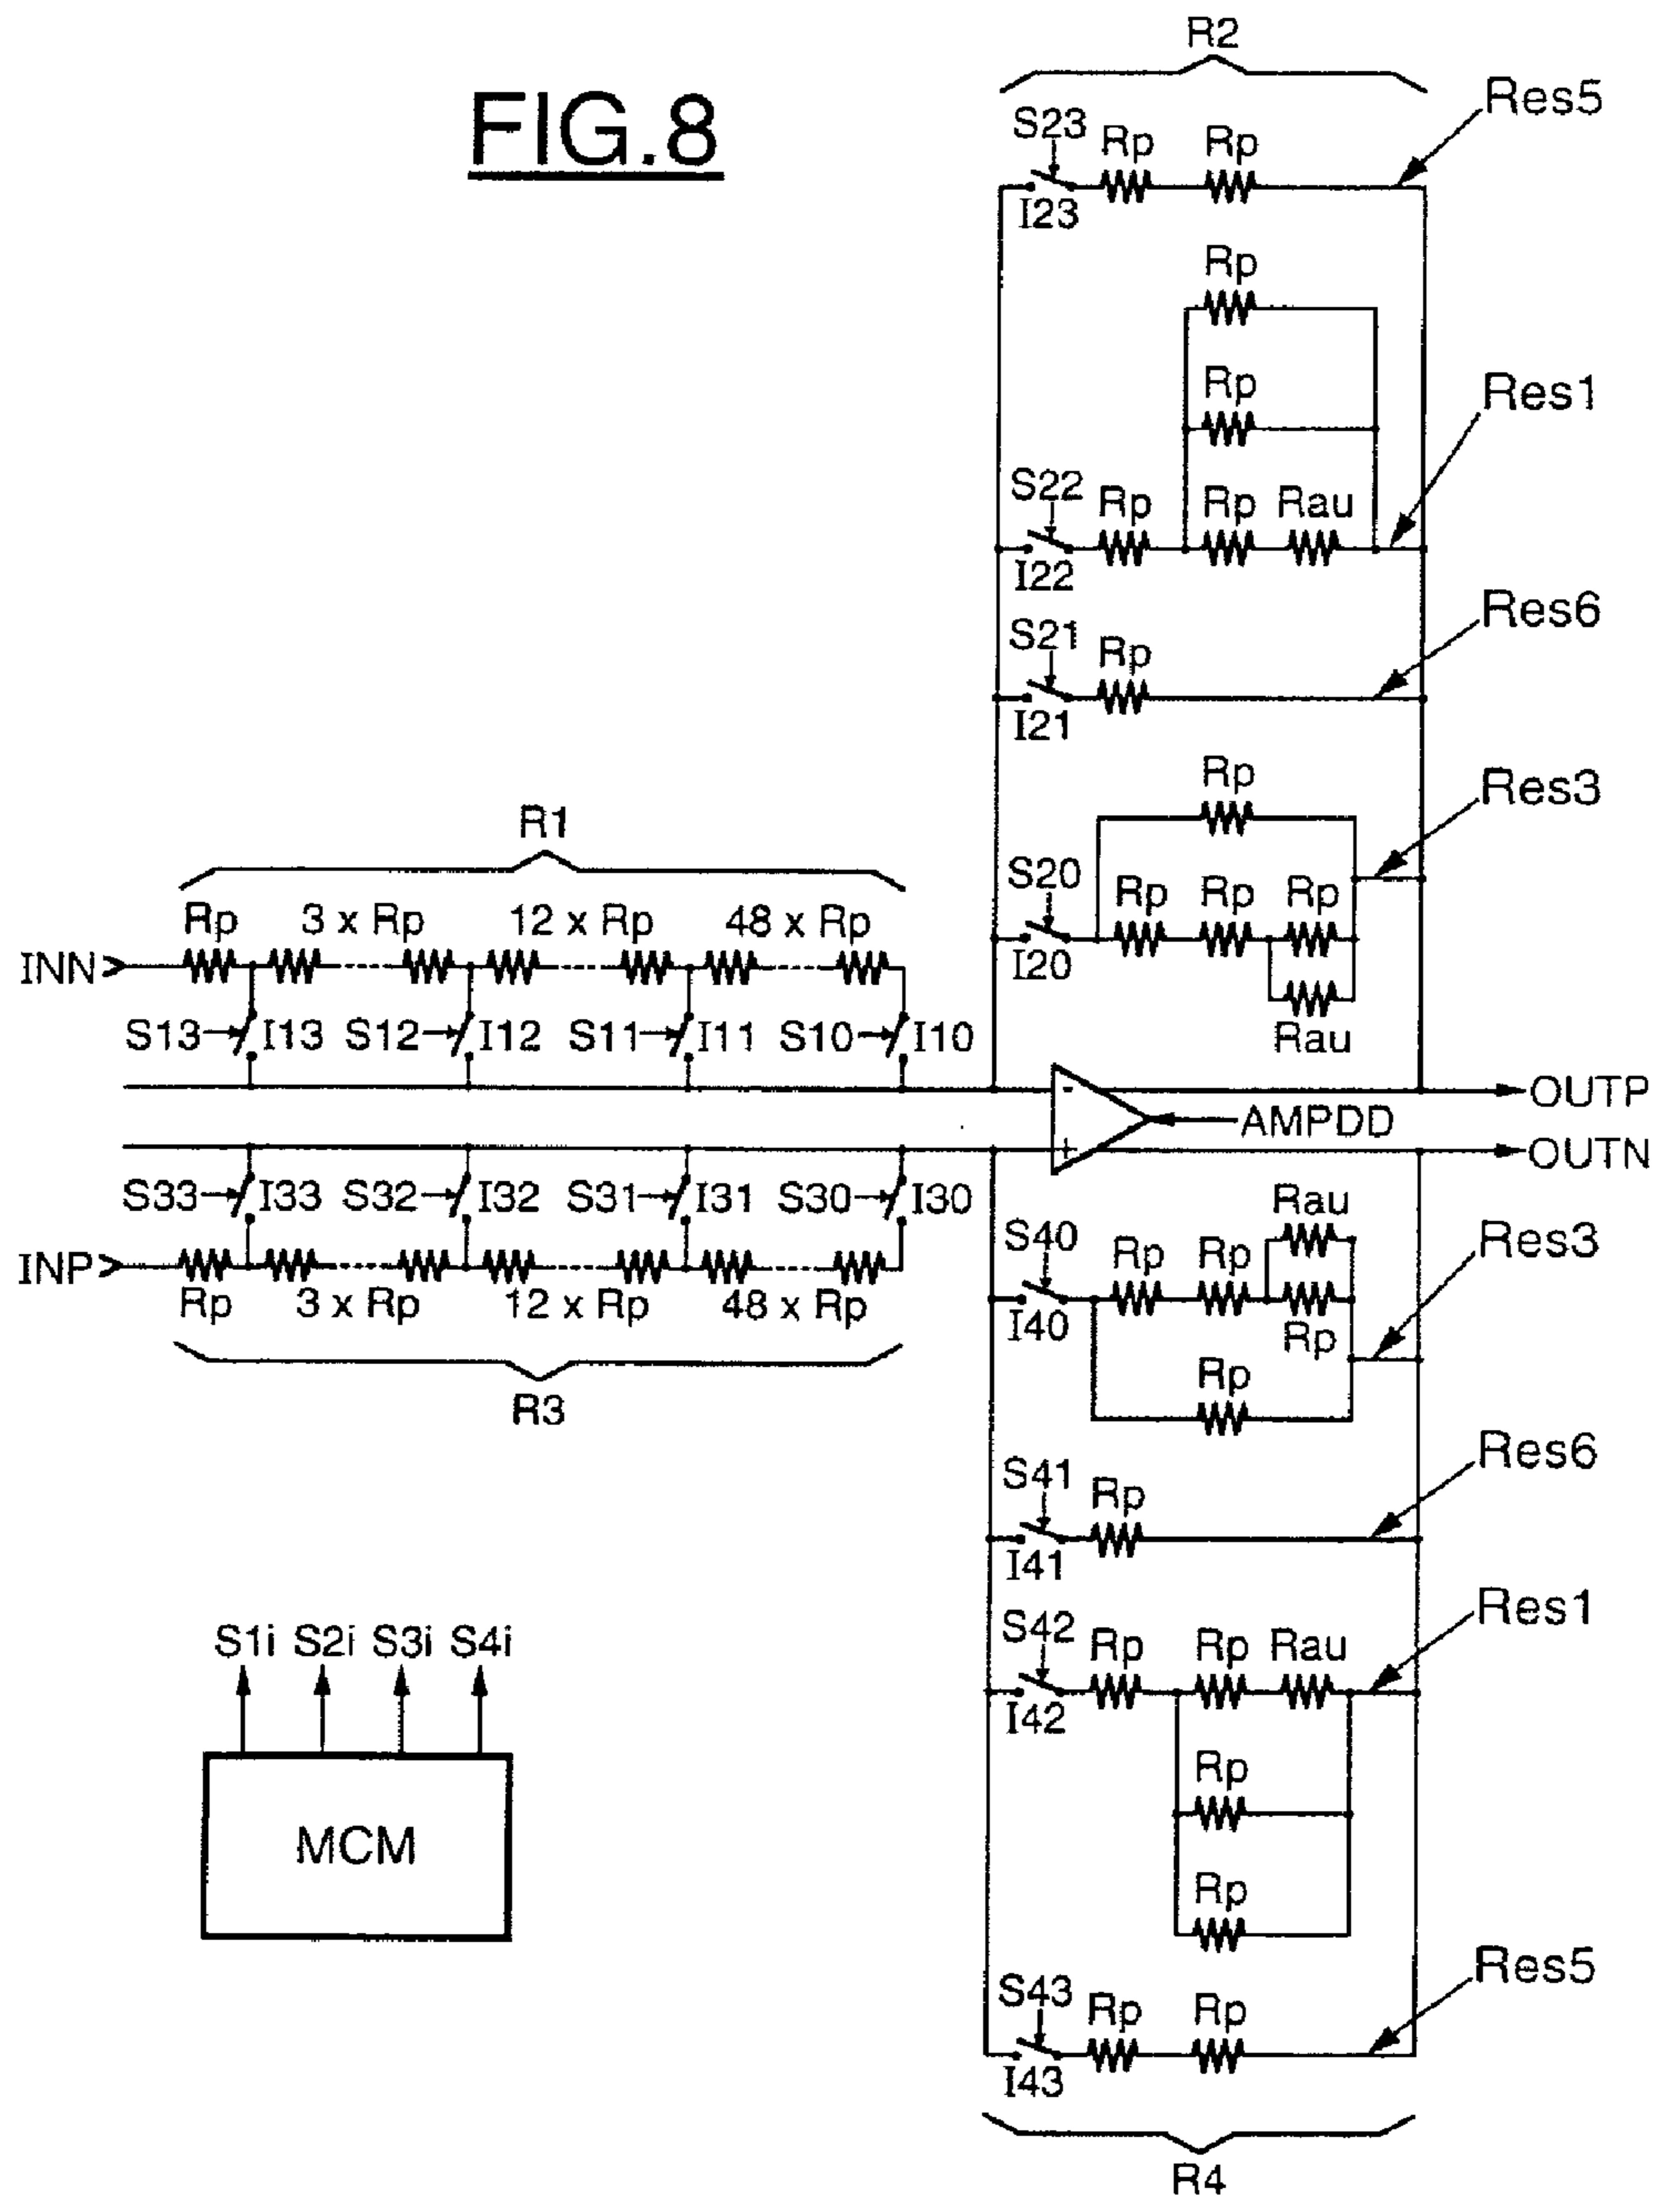 FIG.8
R2
Res5
S23
Rp Rp
I23
Rp
Rp
Res1
S22
Rp Rp Rau
I22
Res6
S21
Rp
I21
Rp
Res3
S20
Rp Rp Rp
I20
Rau
R1
Rp 3 x Rp 12 x Rp 48 x Rp
INN
S13 I13 S12 I12 S11 I11 S10 I10
-
OUTP
AMPDD
+
OUTN
S33 I33 S32 I32 S31 I31 S30 I30
INP
Rp 3 x Rp 12 x Rp 48 x Rp
R3
Rau
S40
Rp Rp
Res3
I40
Rp
Rp
Res6
S41
Rp
I41
Res1
S42
Rp Rp Rau
I42
Rp
Rp
Res5
S43
Rp Rp
I43
R4
S1i S2i S3i S4i
MCM